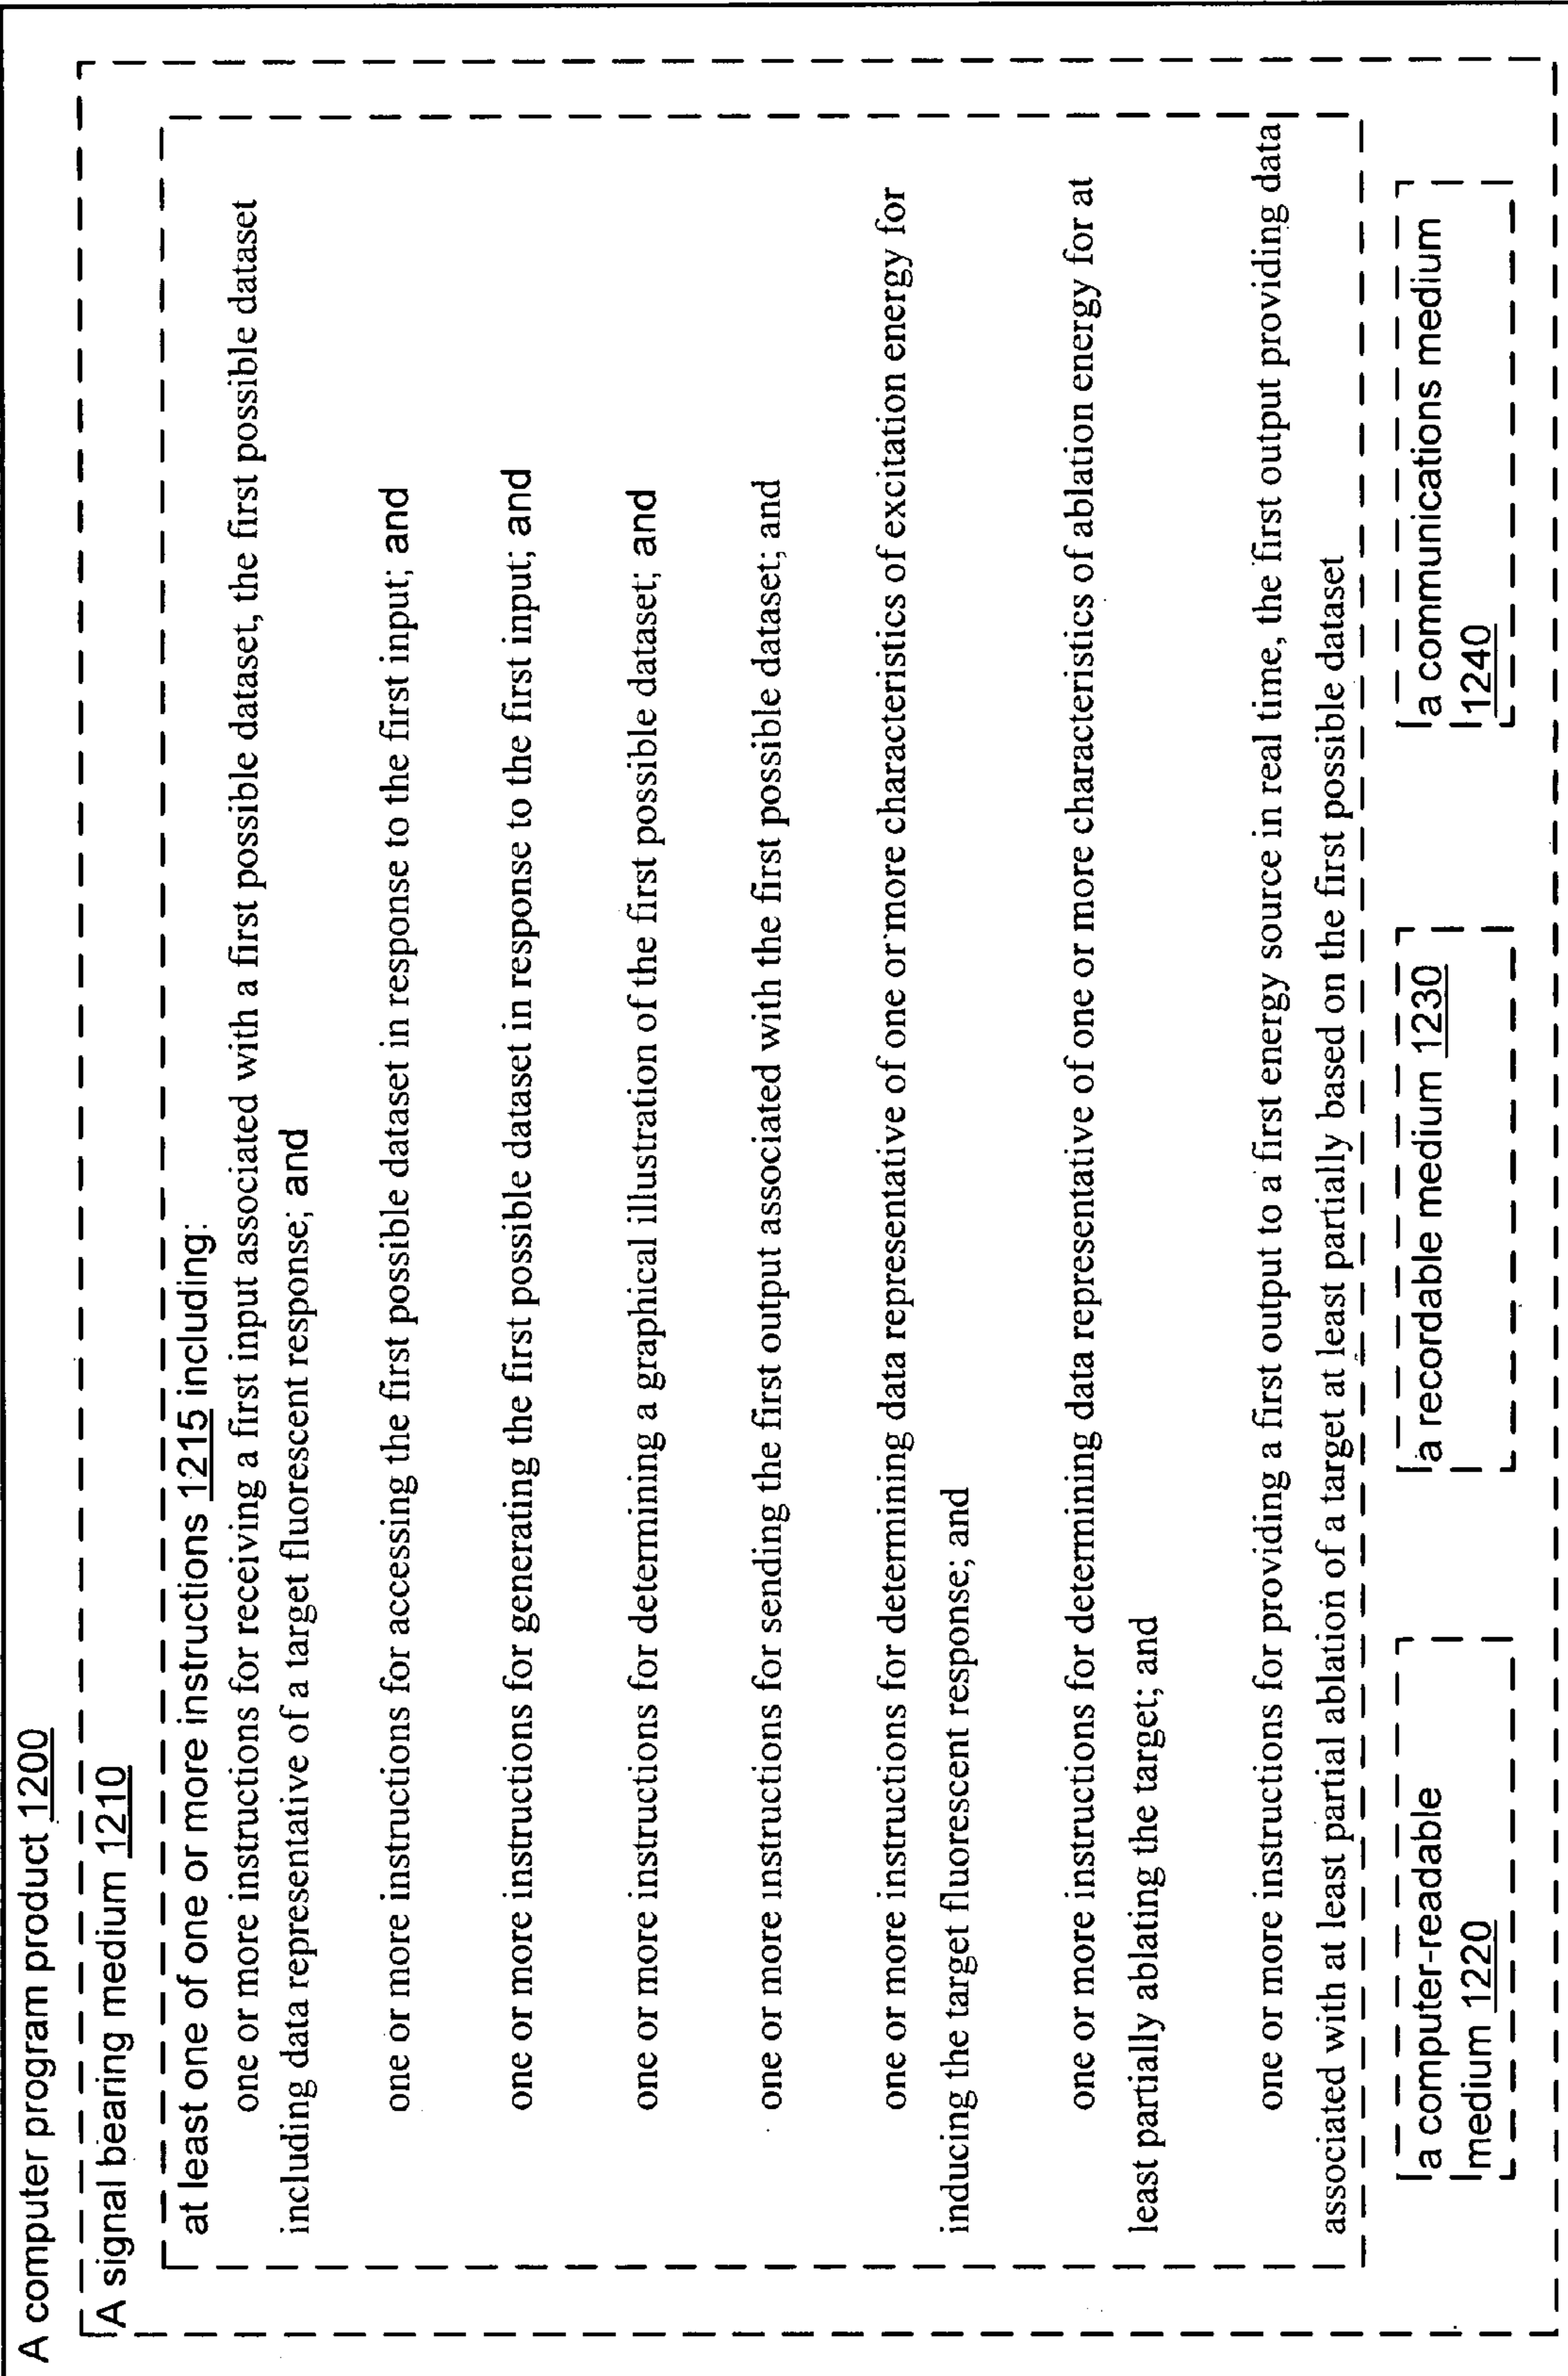 A computer program product 1200
A signal bearing medium 1210
at least one of one or more instructions 1215 including:
one or more instructions for receiving a first input associated with a first possible dataset, the first possible dataset
including data representative of a target fluorescent response; and
one or more instructions for accessing the first possible dataset in response to the first input; and
one or more instructions for generating the first possible dataset in response to the first input; and
one or more instructions for determining a graphical illustration of the first possible dataset; and
one or more instructions for sending the first output associated with the first possible dataset; and
one or more instructions for determining data representative of one or more characteristics of excitation energy for
inducing the target fluorescent response; and
one or more instructions for determining data representative of one or more characteristics of ablation energy for at
least partially ablating the target; and
one or more instructions for providing a first output to a first energy source in real time, the first output providing data
associated with at least partial ablation of a target at least partially based on the first possible dataset
a computer-readable
medium 1220
a recordable medium 1230
a communications medium
1240